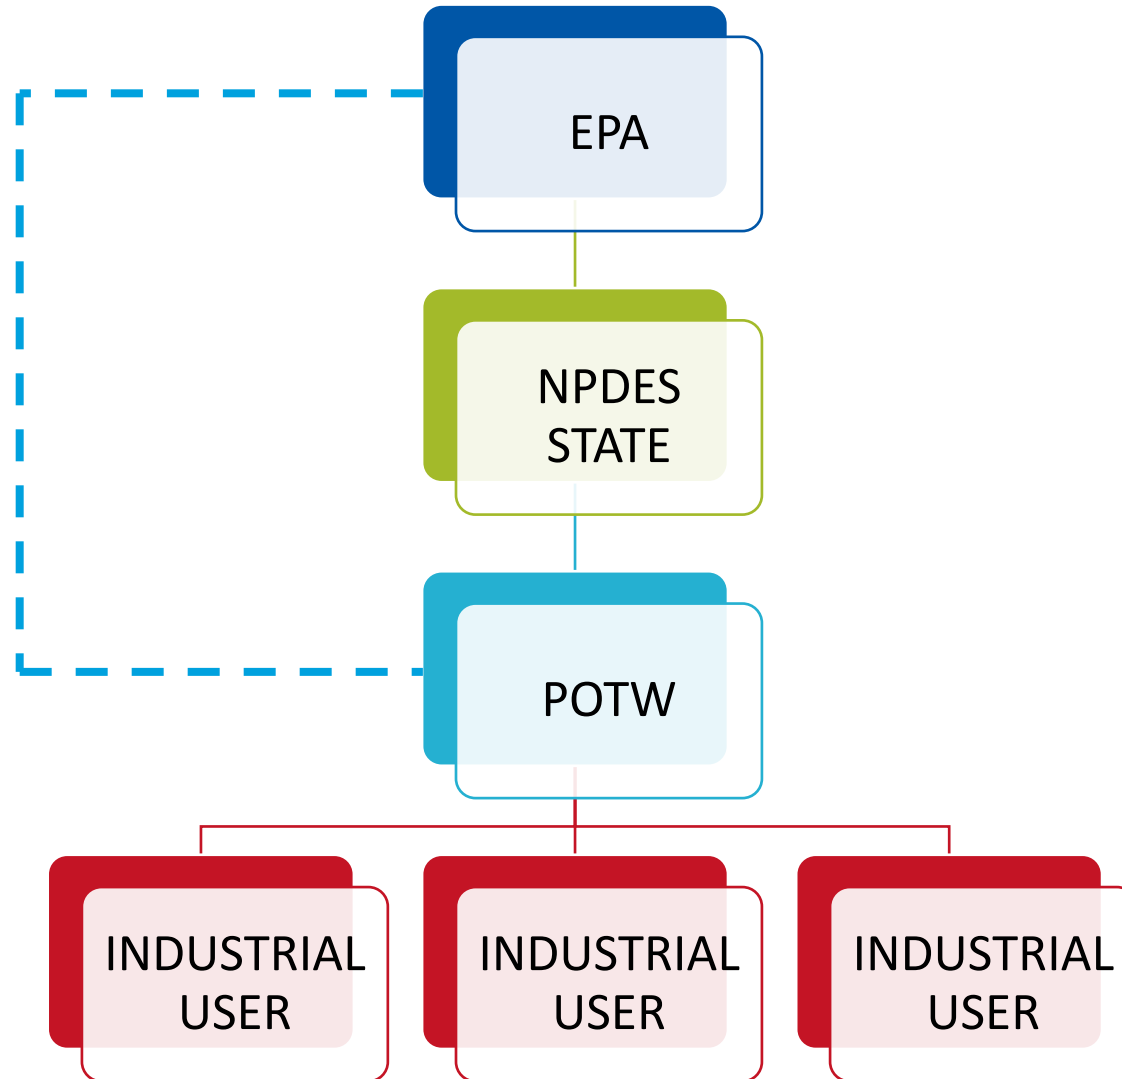 EPA
NPDES
STATE
POTW
INDUSTRIAL
USER
INDUSTRIAL
USER
INDUSTRIAL
USER